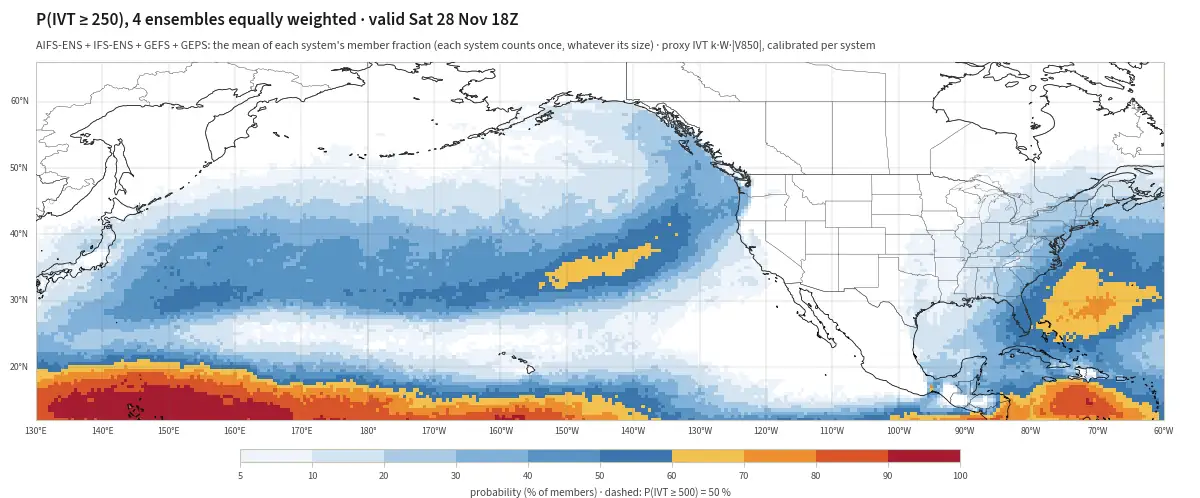 P(IVT ≥ 250), 4 ensembles equally weighted · valid Sat 28 Nov 18Z
AIFS-ENS + IFS-ENS + GEFS + GEPS: the mean of each system's member fraction (each system counts once, whatever its size) · proxy IVT k·W·|V850|, calibrated per system
60°N
50°N
40°N
30°N
20°N
130°E 140°E 150°E 160°E 170°E 180° 170°W 160°W 150°W 140°W 130°W 120°W 110°W 100°W 90°W 80°W 70°W 60°W
5 10 20 30 40 50 60 70 80 90 100
probability (% of members) · dashed: P(IVT ≥ 500) = 50 %